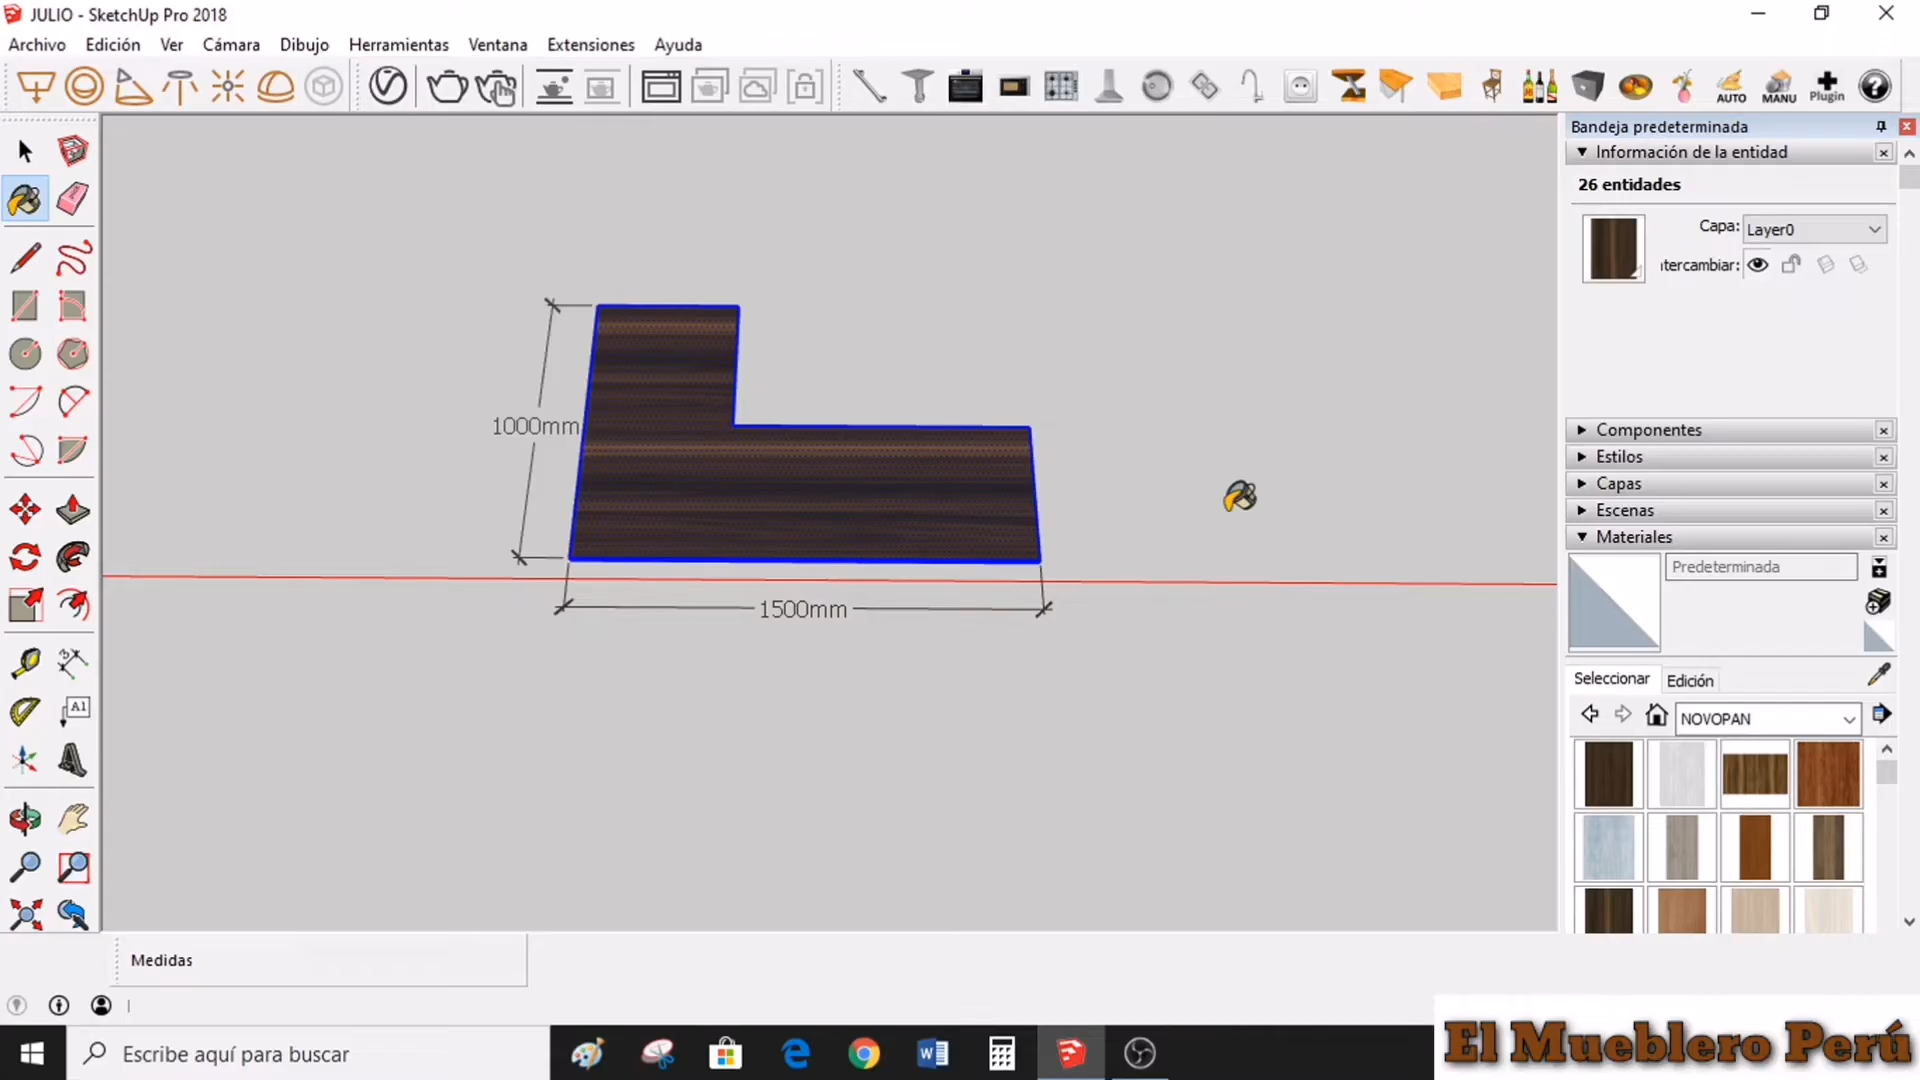 JULIO - SketchUp Pro 2018
Archivo Edición Ver Cámara Dibujo Herramientas Ventana Extensiones Ayuda
AUTO MANU Plugin
Bandeja predeterminada
Información de la entidad
26 entidades
Capa: Layer0
ntercambiar:
1000mm
1500mm
Componentes
Estilos
Capas
Escenas
Materiales
Predeterminada
Seleccionar Edición
NOVOPAN
A1
Medidas
Escribe aquí para buscar
El Mueblero Perú